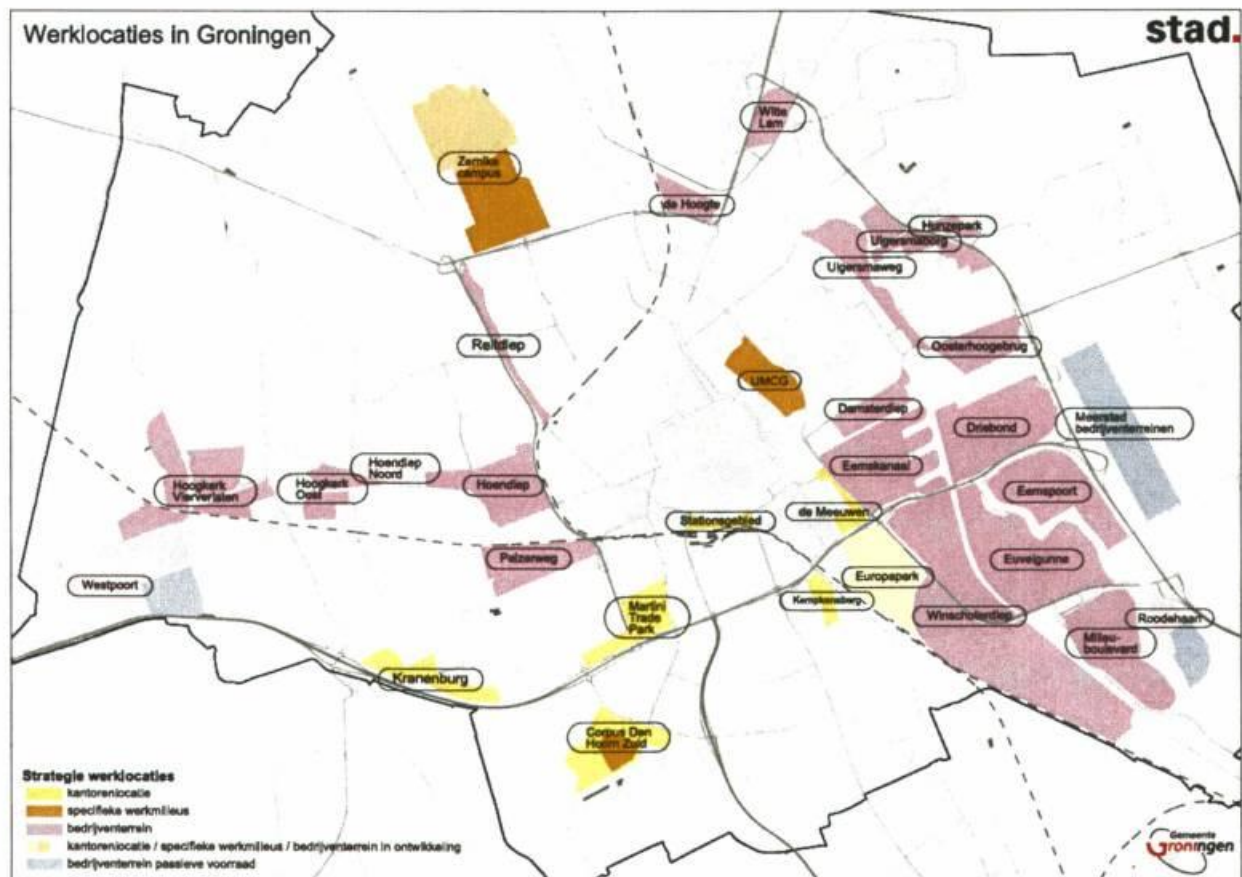 Werklocaties in Groningen
stad.
Witte
Lam
Zernike
campus
de Hoogte
Hunzepark
Ulgersmaborg
Ulgersmaweg
Reitdiep
Oosterhoogebrug
UMCG
Damsterdiep
Driebond
Meerstad
bedrijventerreinen
Eemskanaal
Hoendiep
Noord
Hoogkerk
Vierverlaten
Hoogkerk
Oost
Hoendiep
Eemspoort
de Meeuwen
Stationsgebied
Peizerweg
Euvelgunne
Westpoort
Europapark
Kempkensberg
Martini
Trade
Park
Winschoterdiep
Roodehaan
Milieu-
boulevard
Kranenburg
Corpus Den
Hoorn Zuid
Strategie werklocaties
kantorenlocatie
specifieke werkmilieus
bedrijventerrein
kantorenlocatie / specifieke werkmilieus / bedrijventerrein in ontwikkeling
bedrijventerrein passieve voorraad
Gemeente
Groningen